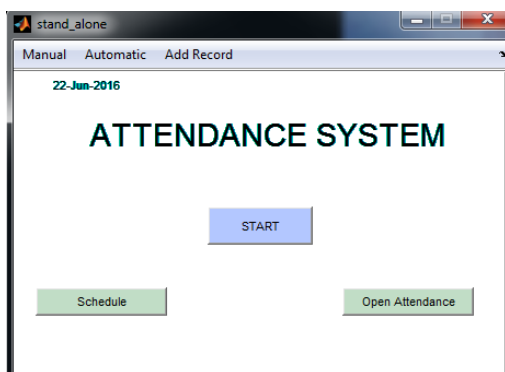 stand_alone
Manual Automatic Add Record
22-Jun-2016
ATTENDANCE SYSTEM
START
Schedule Open Attendance